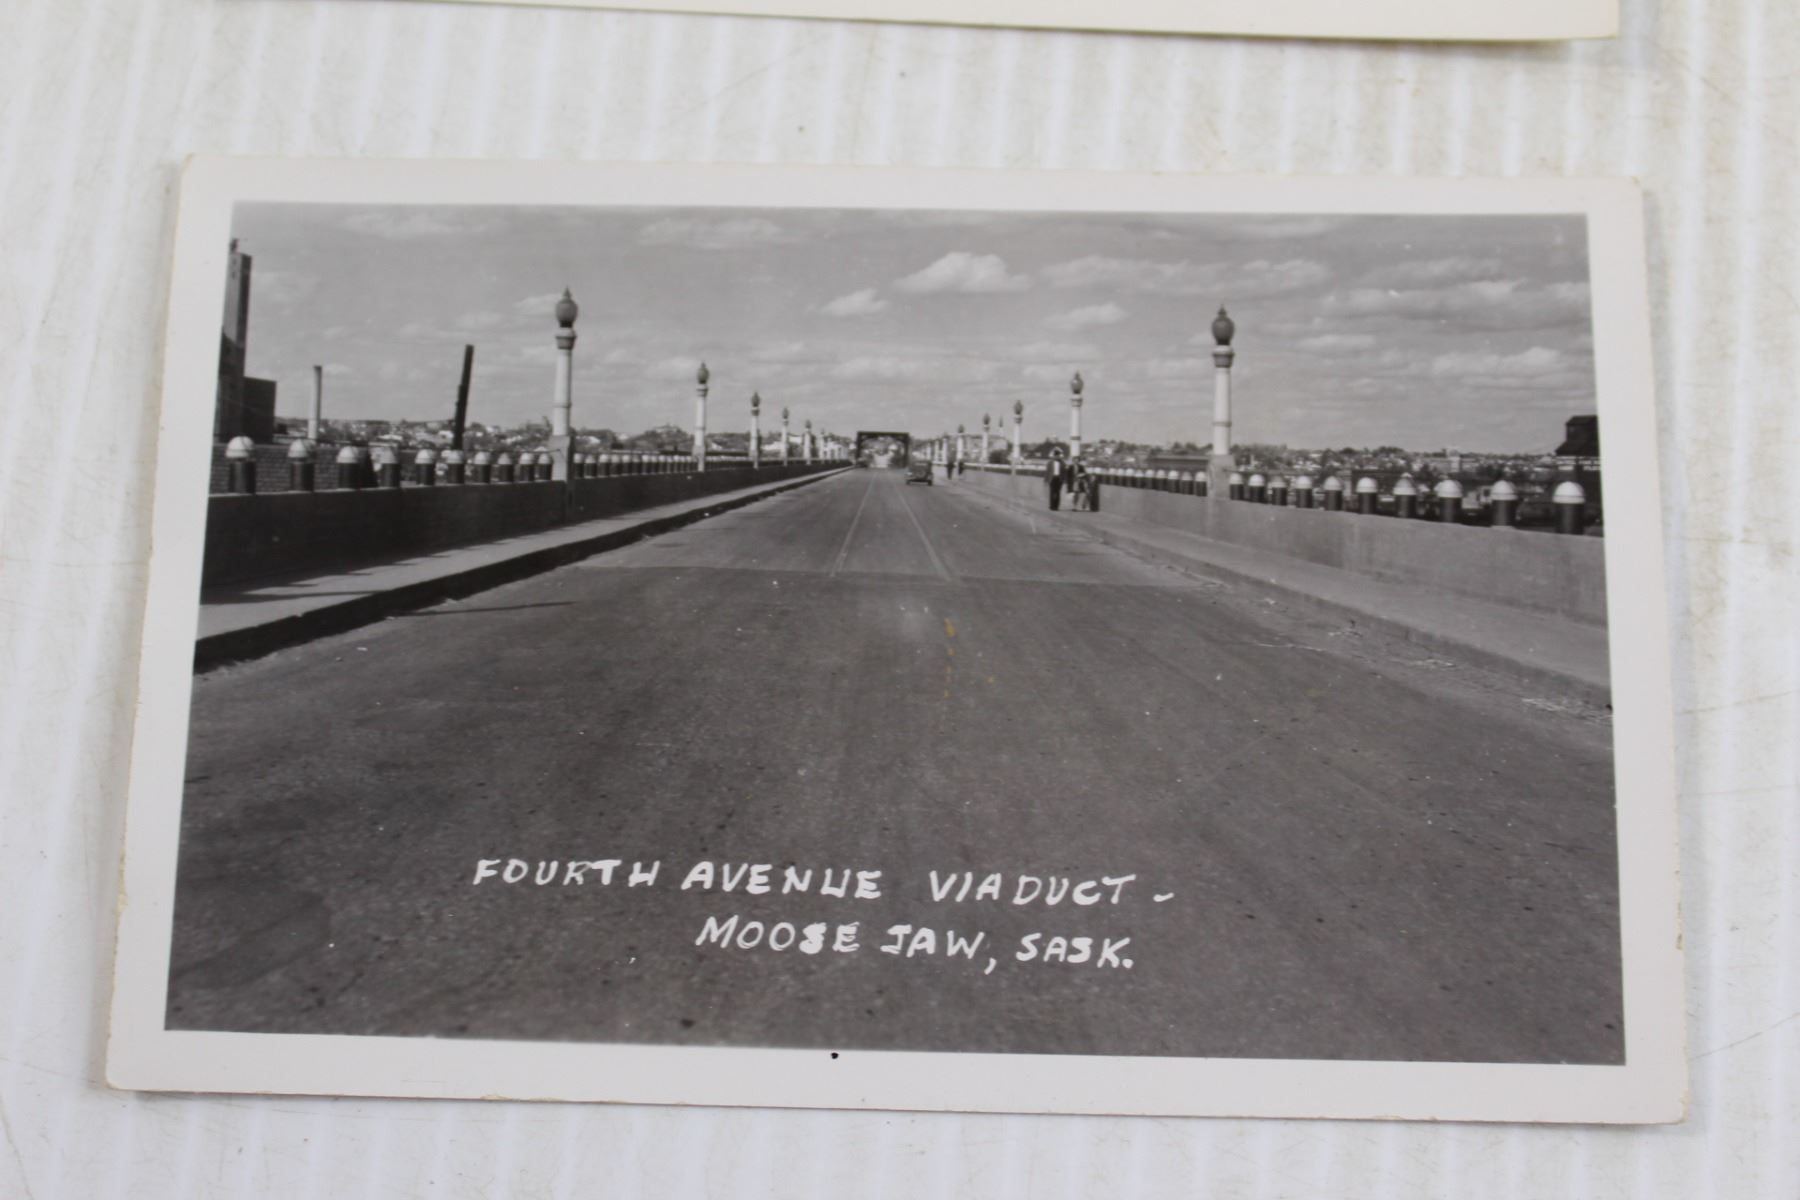 FOURTH AVENUE VIADUCT -
MOOSE JAW, SASK.